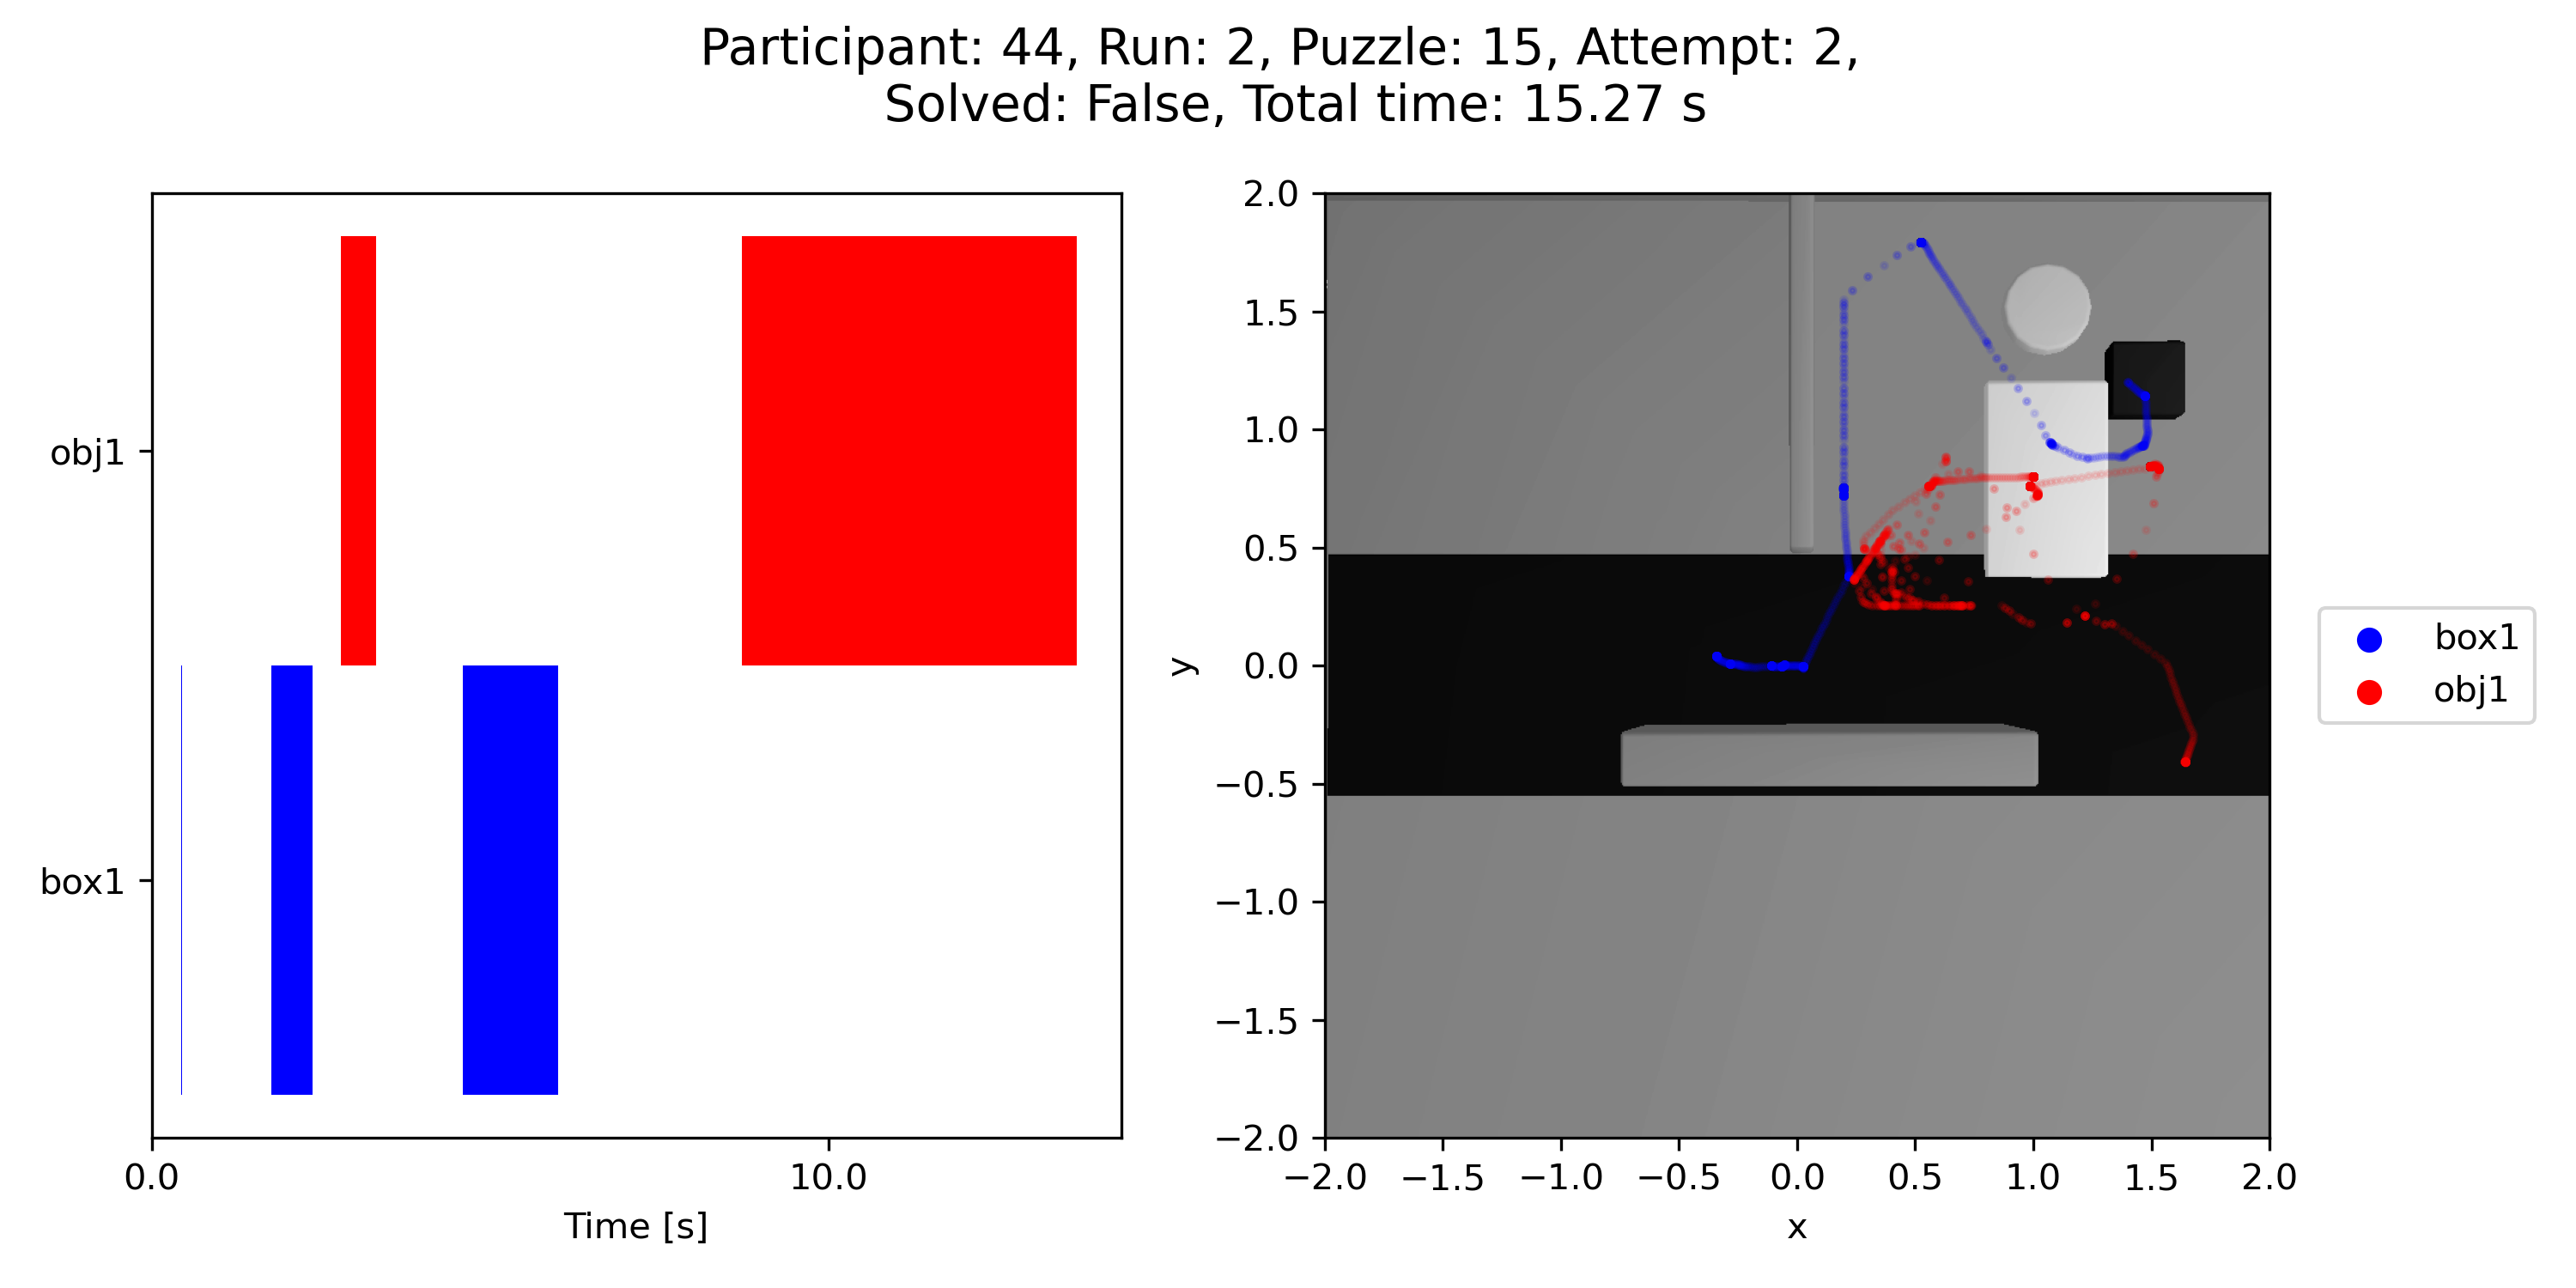 Participant: 44, Run: 2, Puzzle: 15, Attempt: 2,
Solved: False, Total time: 15.27 s
obj1
box1
0.0
10.0
Time [s]
2.0
1.5
1.0
0.5
0.0
−0.5
−1.0
−1.5
−2.0
y
−2.0
−1.5
−1.0
−0.5
0.0
0.5
1.0
1.5
2.0
x
box1
obj1